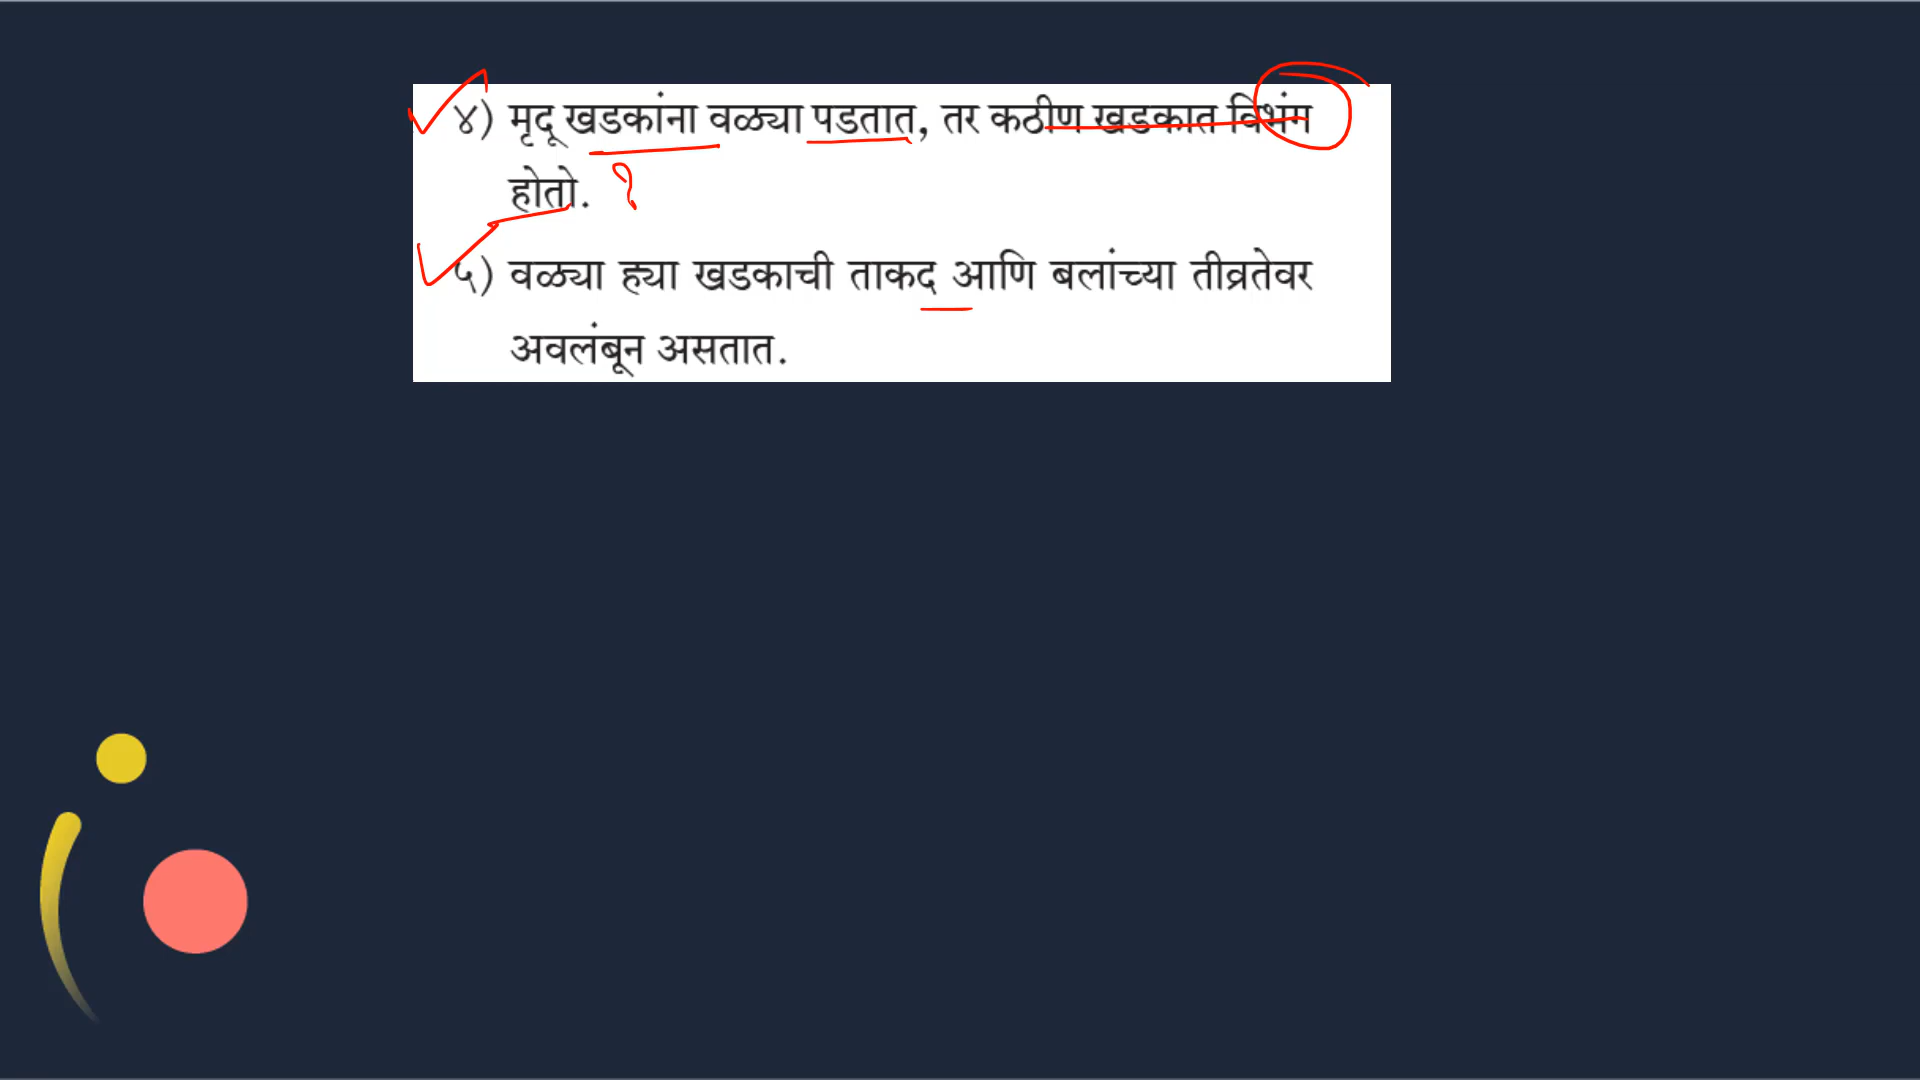 ४) मृदू खडकांना वळ्या पडतात, तर कठीण खडकात विभंग
होतो. ?
५) वळ्या ह्या खडकाची ताकद आणि बलांच्या तीव्रतेवर
अवलंबून असतात.